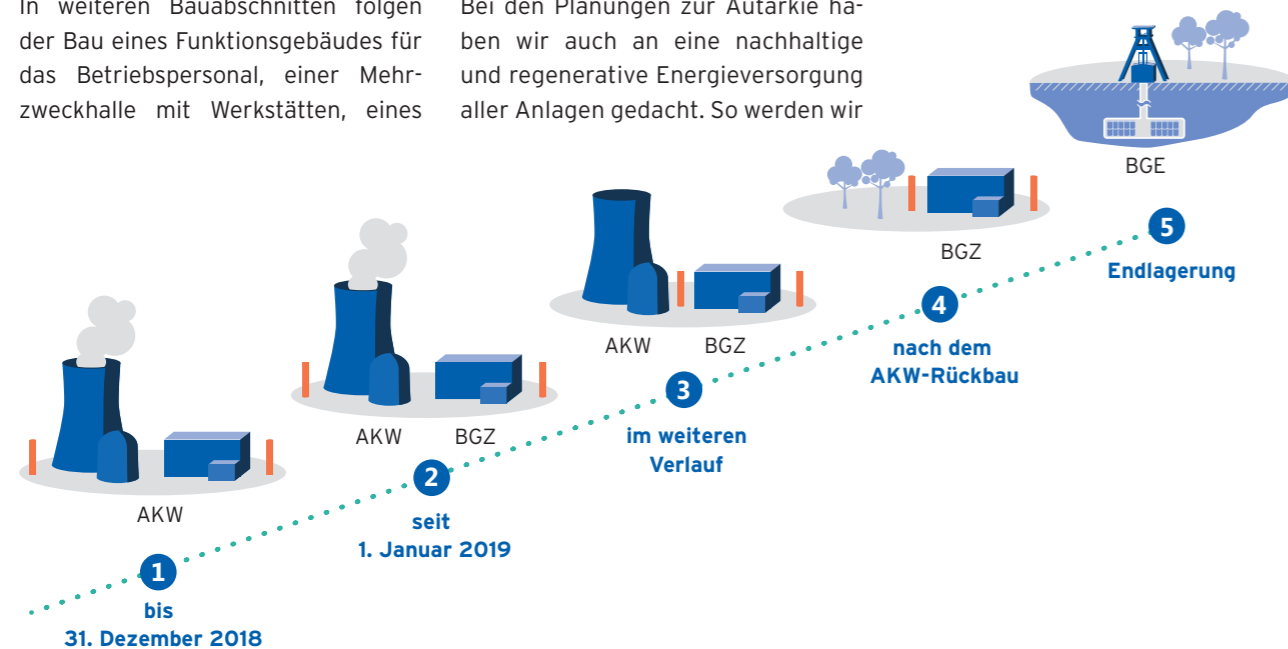 In weiteren Bauabschnitten folgen
der Bau eines Funktionsgebäudes für
das Betriebspersonal, einer Mehr-
zweckhalle mit Werkstätten, eines
Bei den Planungen zur Autarkie ha-
ben wir auch an eine nachhaltige
und regenerative Energieversorgung
aller Anlagen gedacht. So werden wir
AKW
1
bis
31. Dezember 2018
AKW BGZ
2
seit
1. Januar 2019
AKW BGZ
3
im weiteren
Verlauf
BGZ
4
nach dem
AKW-Rückbau
BGE
5
Endlagerung